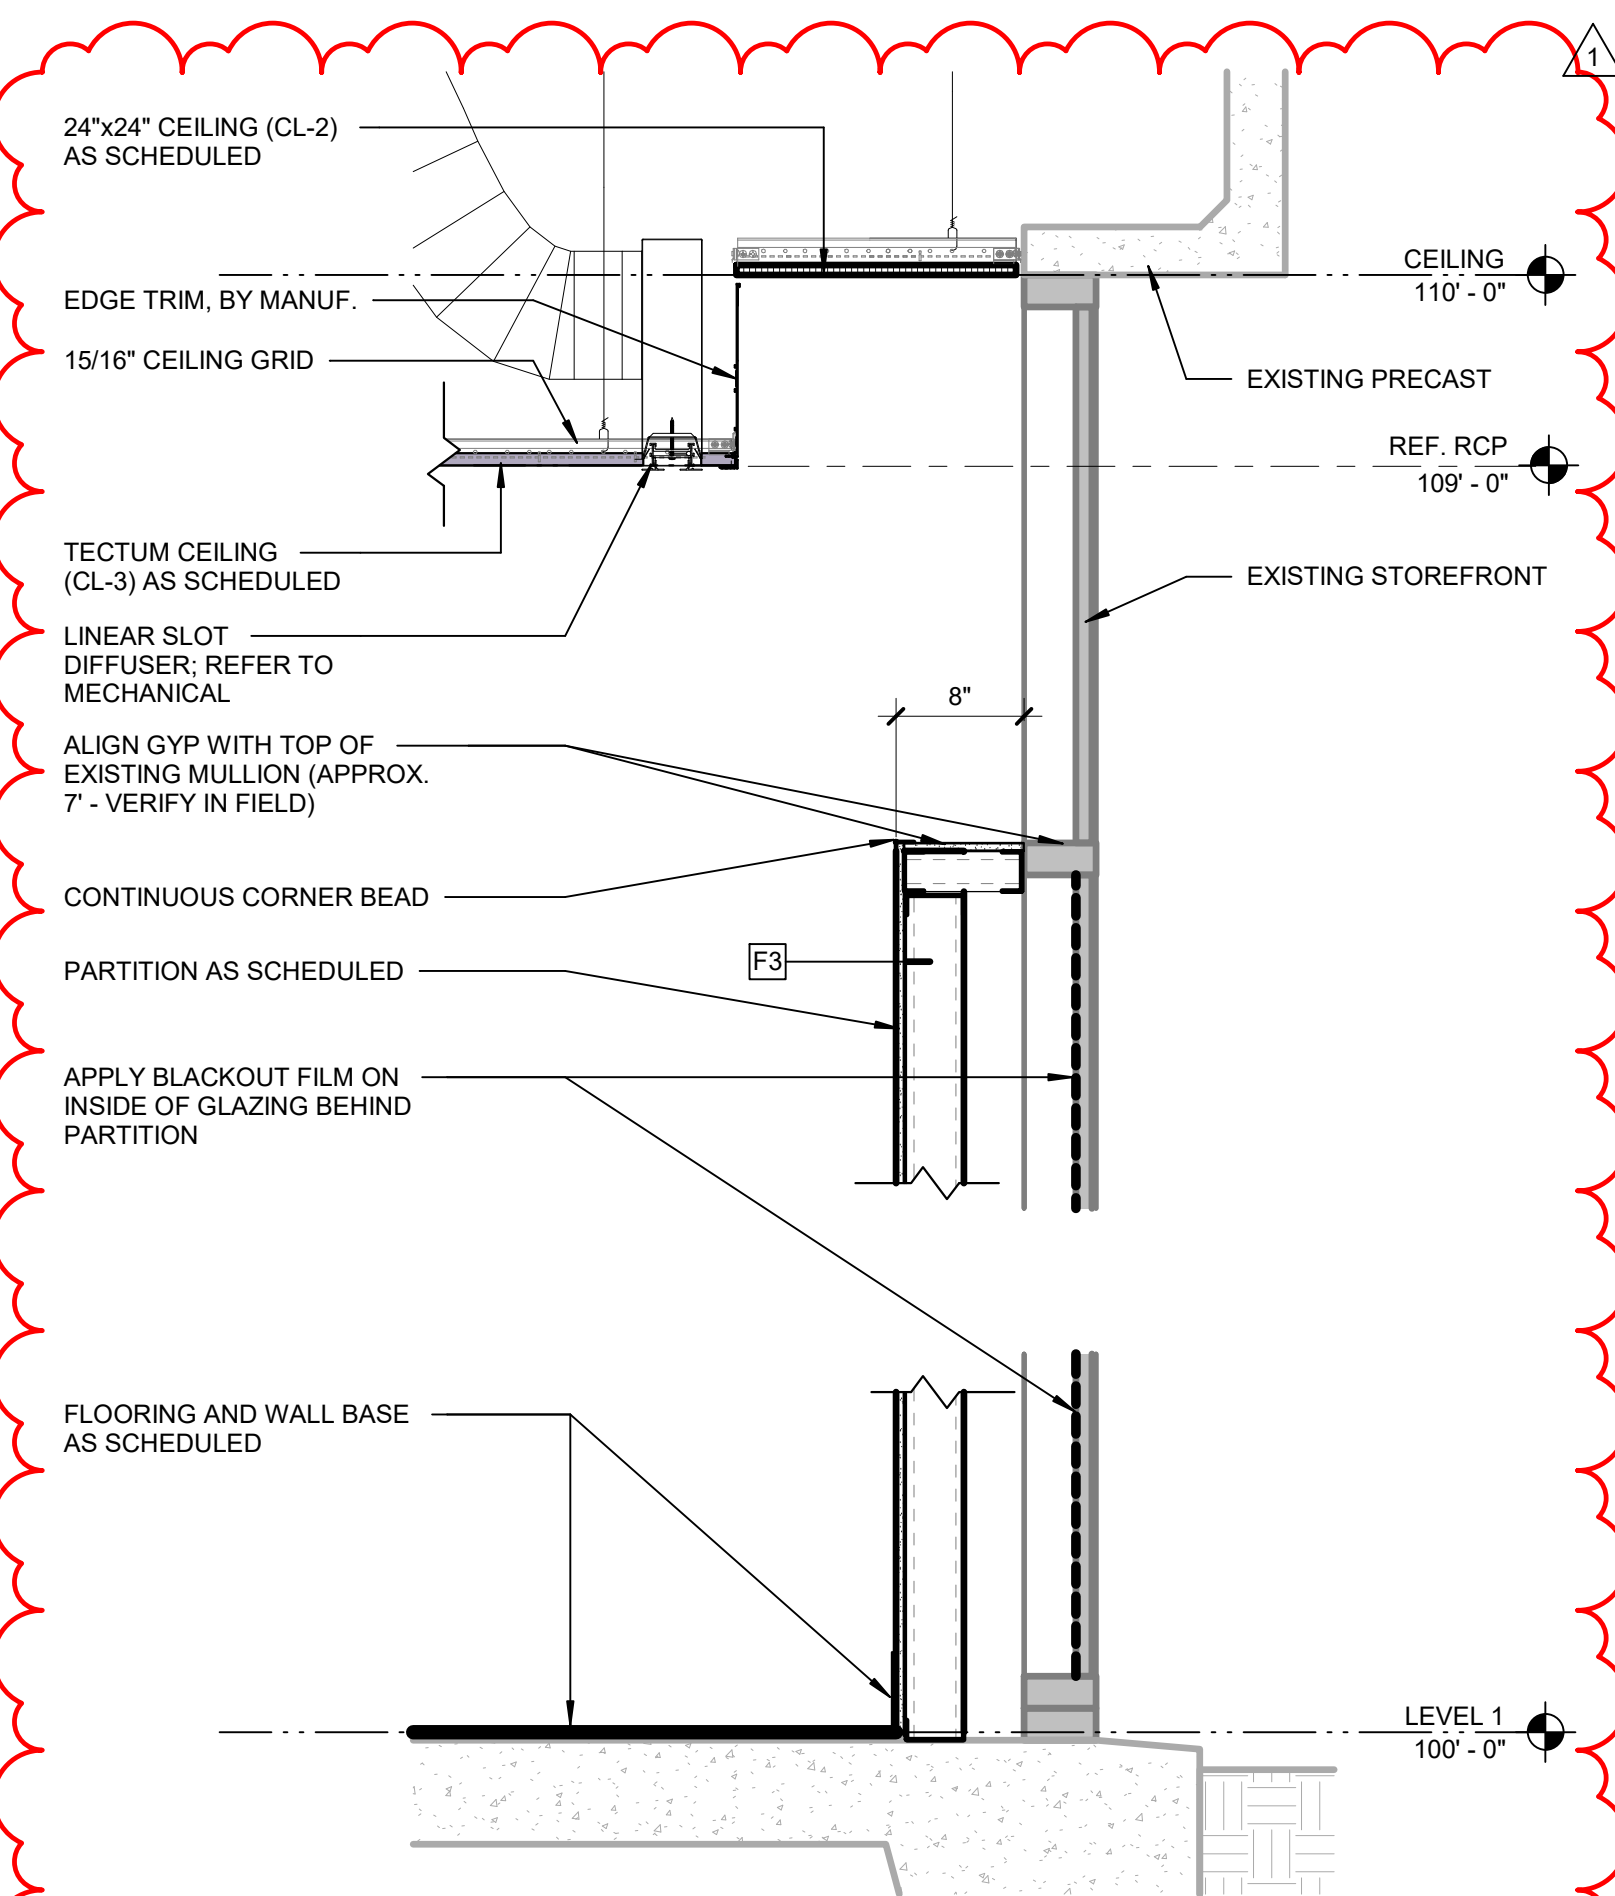 1
24"x24" CEILING (CL-2)
AS SCHEDULED
CEILING
110' - 0"
EDGE TRIM, BY MANUF.
15/16" CEILING GRID
EXISTING PRECAST
REF. RCP
109' - 0"
TECTUM CEILING
(CL-3) AS SCHEDULED
EXISTING STOREFRONT
LINEAR SLOT
DIFFUSER; REFER TO
MECHANICAL
8"
ALIGN GYP WITH TOP OF
EXISTING MULLION (APPROX.
7' - VERIFY IN FIELD)
CONTINUOUS CORNER BEAD
PARTITION AS SCHEDULED
F3
APPLY BLACKOUT FILM ON
INSIDE OF GLAZING BEHIND
PARTITION
FLOORING AND WALL BASE
AS SCHEDULED
LEVEL 1
100' - 0"